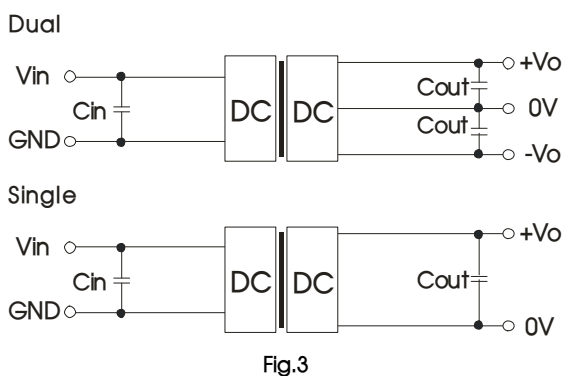 Dual
Vin
Cin
GND
DC DC
+Vo
Cout
0V
Cout
-Vo
Single
Vin
Cin
GND
DC DC
+Vo
Cout
0V
Fig.3